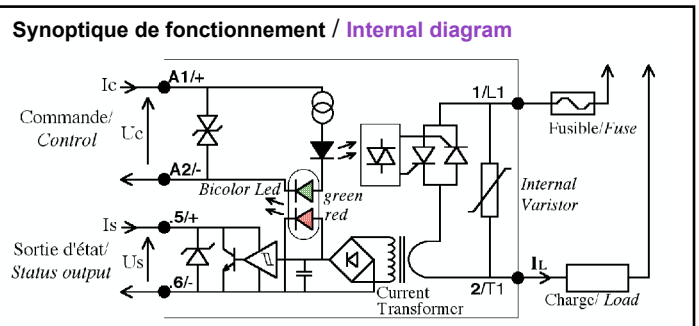 Synoptique de fonctionnement / Internal diagram
Ic
A1/+
1/L1
Commande/
Control
Uc
Fusible/Fuse
A2/-
Bicolor Led
green
red
Internal
Varistor
Is
.5/+
Sortie d'état/
Status output
Us
.6/-
Current
Transformer
2/T1
IL
Charge/ Load